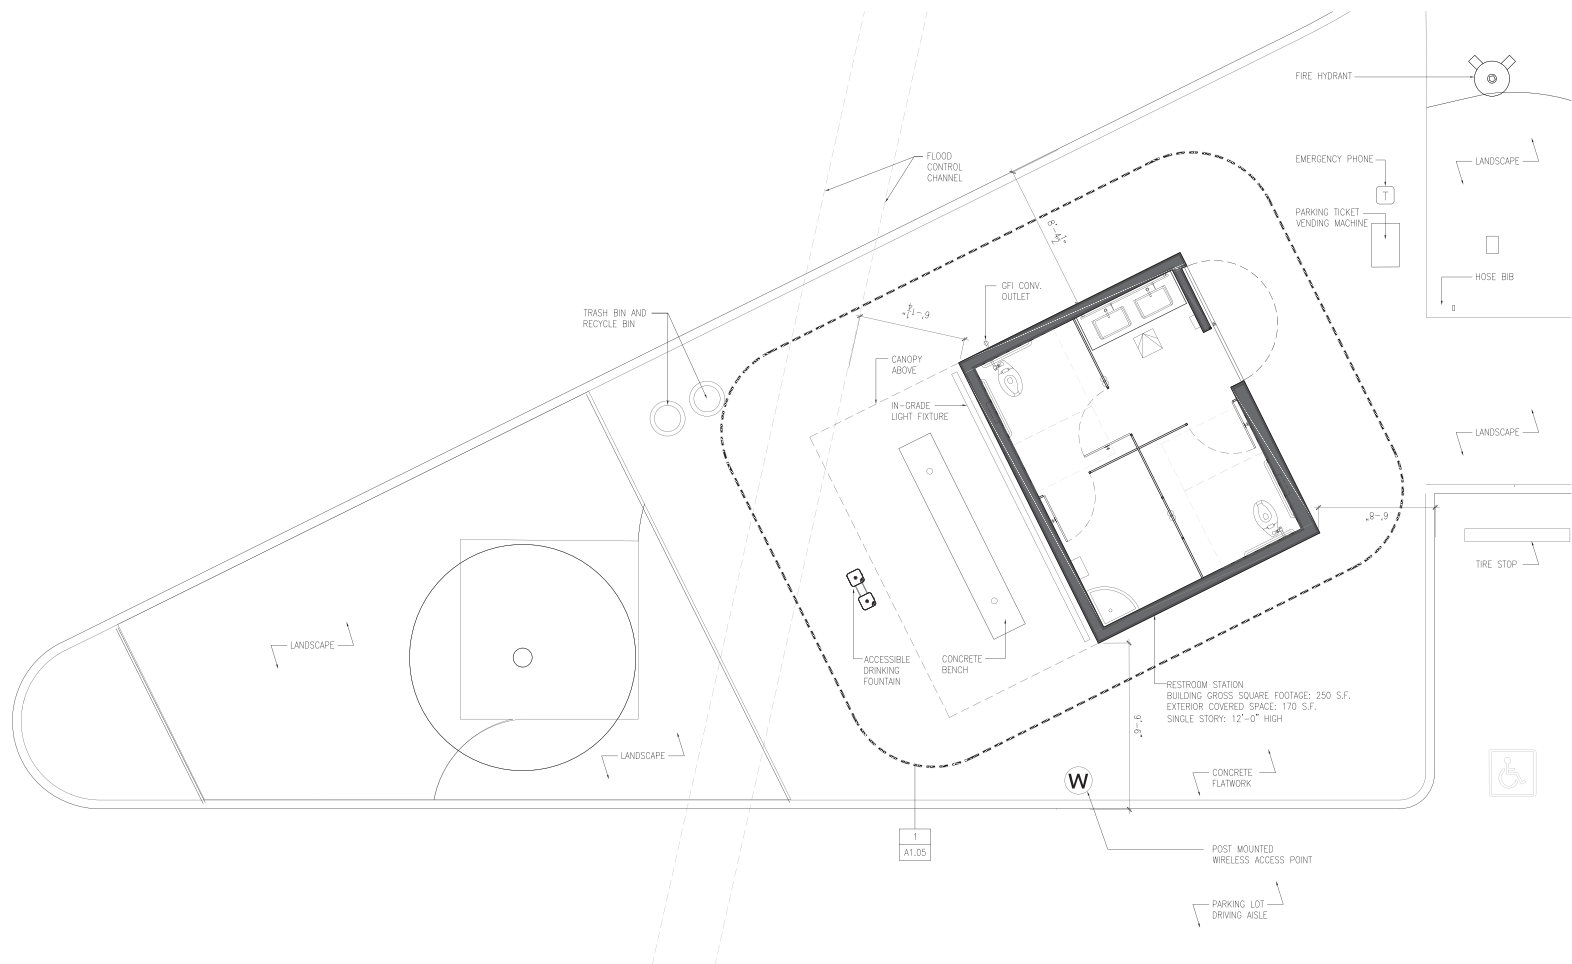 FIRE HYDRANT
FLOOD
CONTROL
CHANNEL
EMERGENCY PHONE
LANDSCAPE
T
PARKING TICKET
VENDING MACHINE
8'-4½"
HOSE BIB
GFI CONV.
OUTLET
TRASH BIN AND
RECYCLE BIN
6'-1¼"
CANOPY
ABOVE
IN-GRADE
LIGHT FIXTURE
LANDSCAPE
6'-8"
TIRE STOP
LANDSCAPE
ACCESSIBLE
DRINKING
FOUNTAIN
CONCRETE
BENCH
RESTROOM STATION
BUILDING GROSS SQUARE FOOTAGE: 250 S.F.
EXTERIOR COVERED SPACE: 170 S.F.
SINGLE STORY: 12'-0" HIGH
9'-6"
LANDSCAPE
W
CONCRETE
FLATWORK
1
A1.05
POST MOUNTED
WIRELESS ACCESS POINT
PARKING LOT
DRIVING AISLE